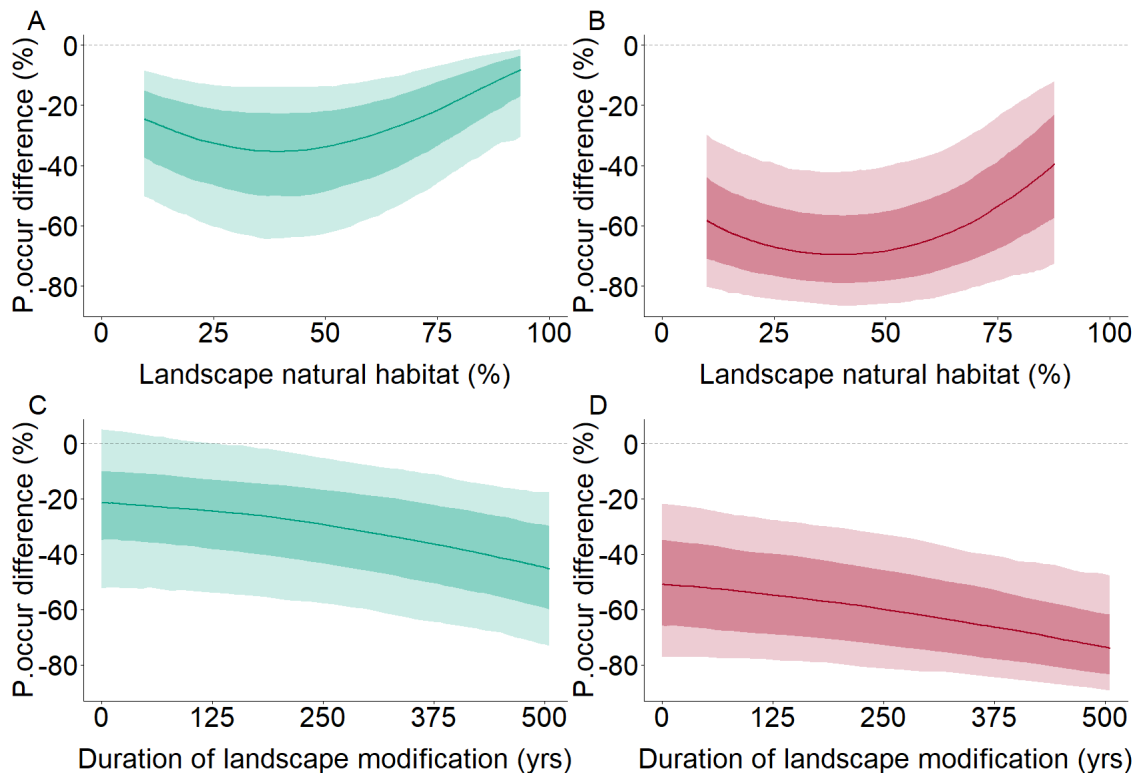 A
P.occur difference (%)
0
-20
-40
-60
-80
0 25 50 75 100
Landscape natural habitat (%)
B
P.occur difference (%)
0
-20
-40
-60
-80
0 25 50 75 100
Landscape natural habitat (%)
C
P.occur difference (%)
0
-20
-40
-60
-80
0 125 250 375 500
Duration of landscape modification (yrs)
D
P.occur difference (%)
0
-20
-40
-60
-80
0 125 250 375 500
Duration of landscape modification (yrs)